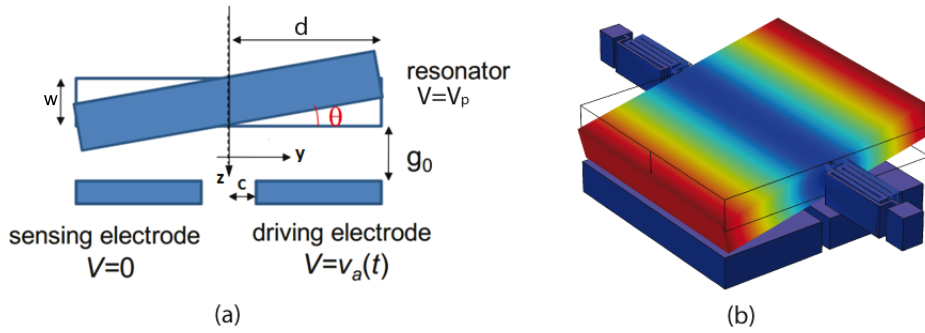 d
w
resonator
V=Vp
θ
y
g0
z
c
sensing electrode
V=0
driving electrode
V=va(t)
(a)
(b)